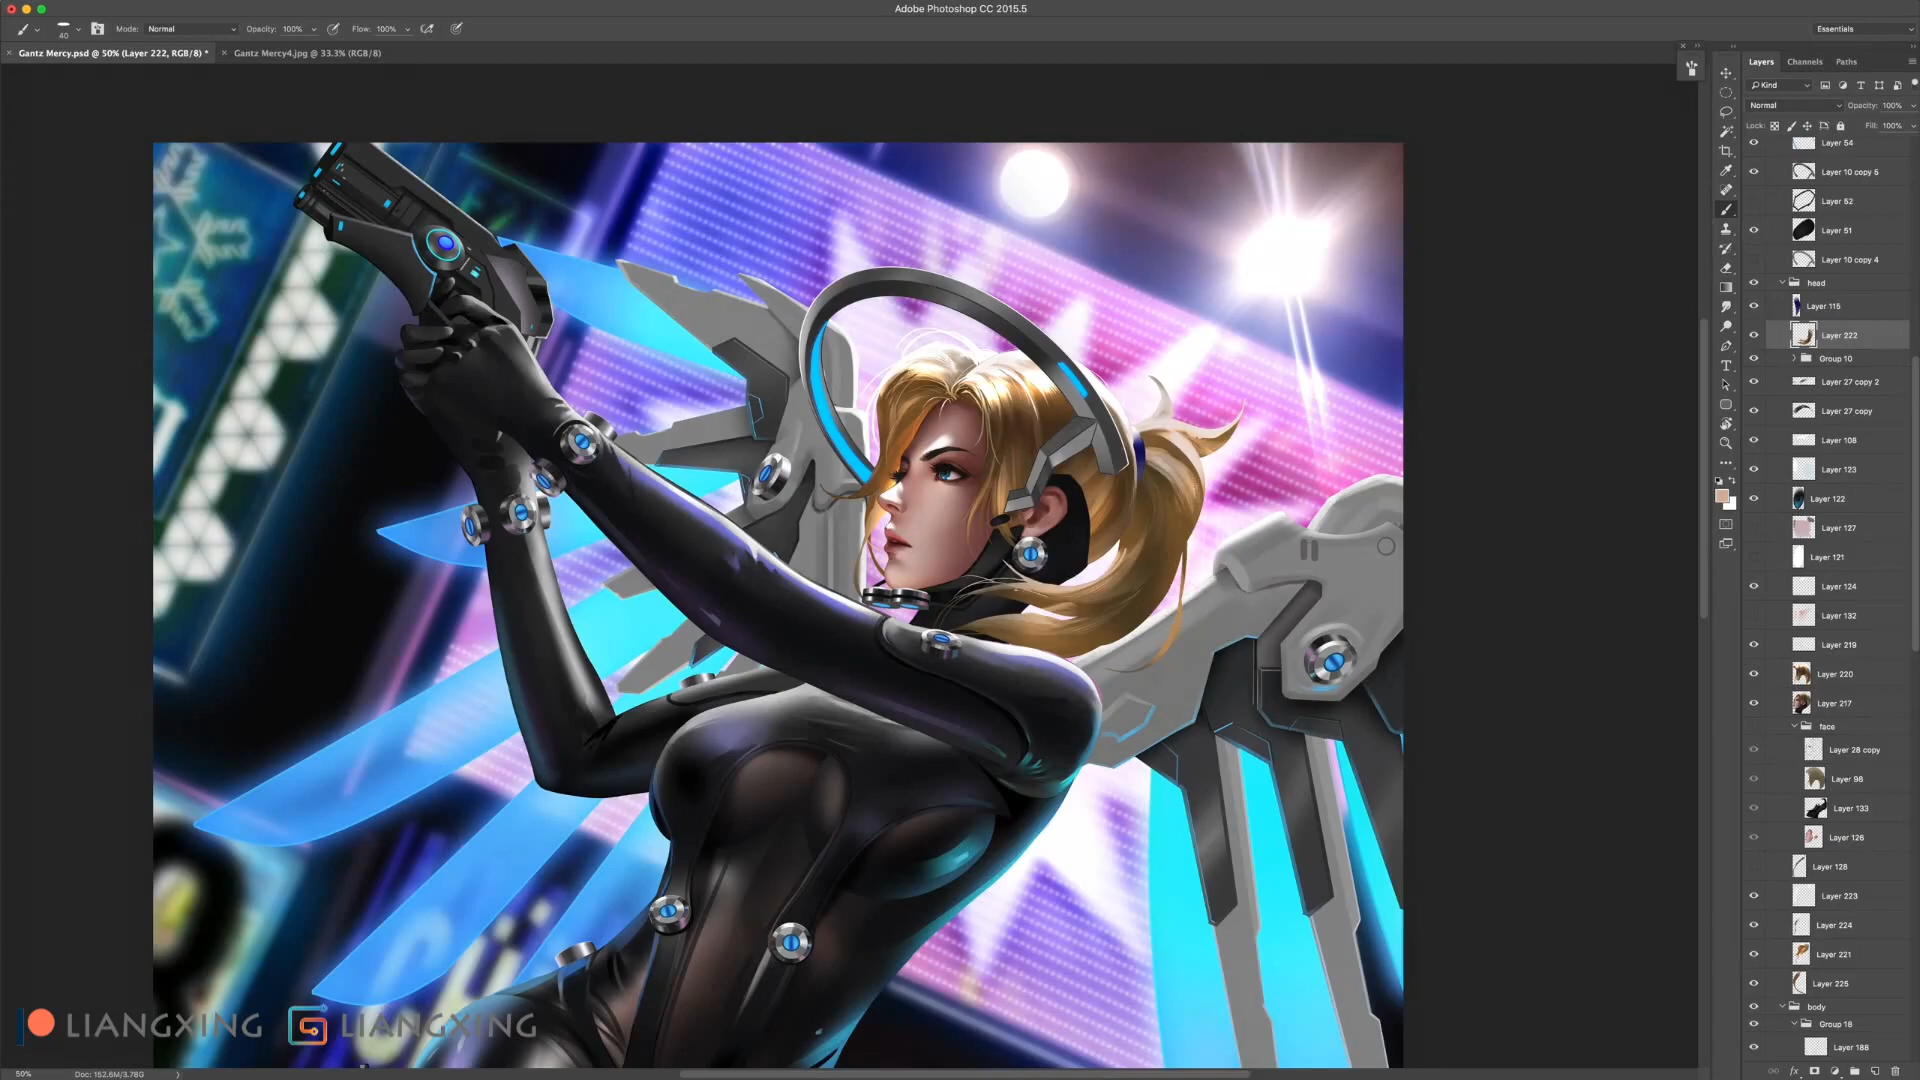 Adobe Photoshop CC 2015.5
40
Mode: Normal
Opacity: 100%
Flow: 100%
Essentials
Gantz Mercy.psd @ 50% (Layer 222, RGB/8) *
Gantz Mercy4.jpg @ 33.3% (RGB/8)
Layers Channels Paths
Kind
Normal Opacity: 100%
Lock: Fill: 100%
Layer 54
Layer 10 copy 5
Layer 52
Layer 51
Layer 10 copy 4
head
Layer 115
Layer 222
Group 10
Layer 27 copy 2
Layer 27 copy
Layer 108
Layer 123
Layer 122
Layer 127
Layer 121
Layer 124
Layer 132
Layer 219
Layer 220
Layer 217
face
Layer 28 copy
Layer 98
Layer 133
Layer 126
Layer 128
Layer 223
Layer 224
Layer 221
Layer 225
body
Group 18
Layer 188
LIANGXING LIANGXING
50% Doc: 152.6M/3.78G